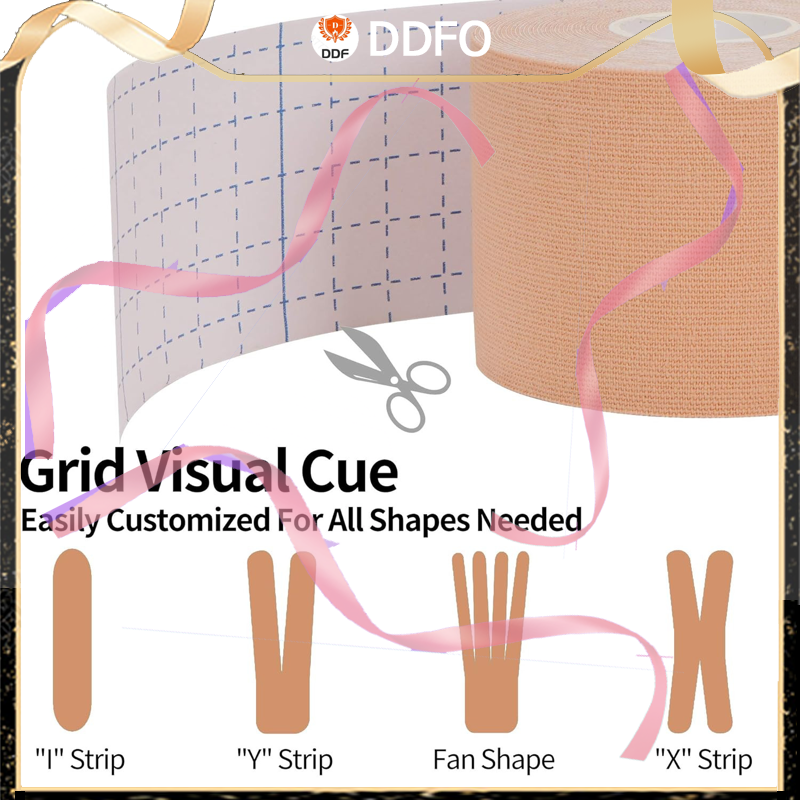 DDF
DDFO
Grid Visual Cue
Easily Customized For All Shapes Needed
"I" Strip
"Y" Strip
Fan Shape
"X" Strip